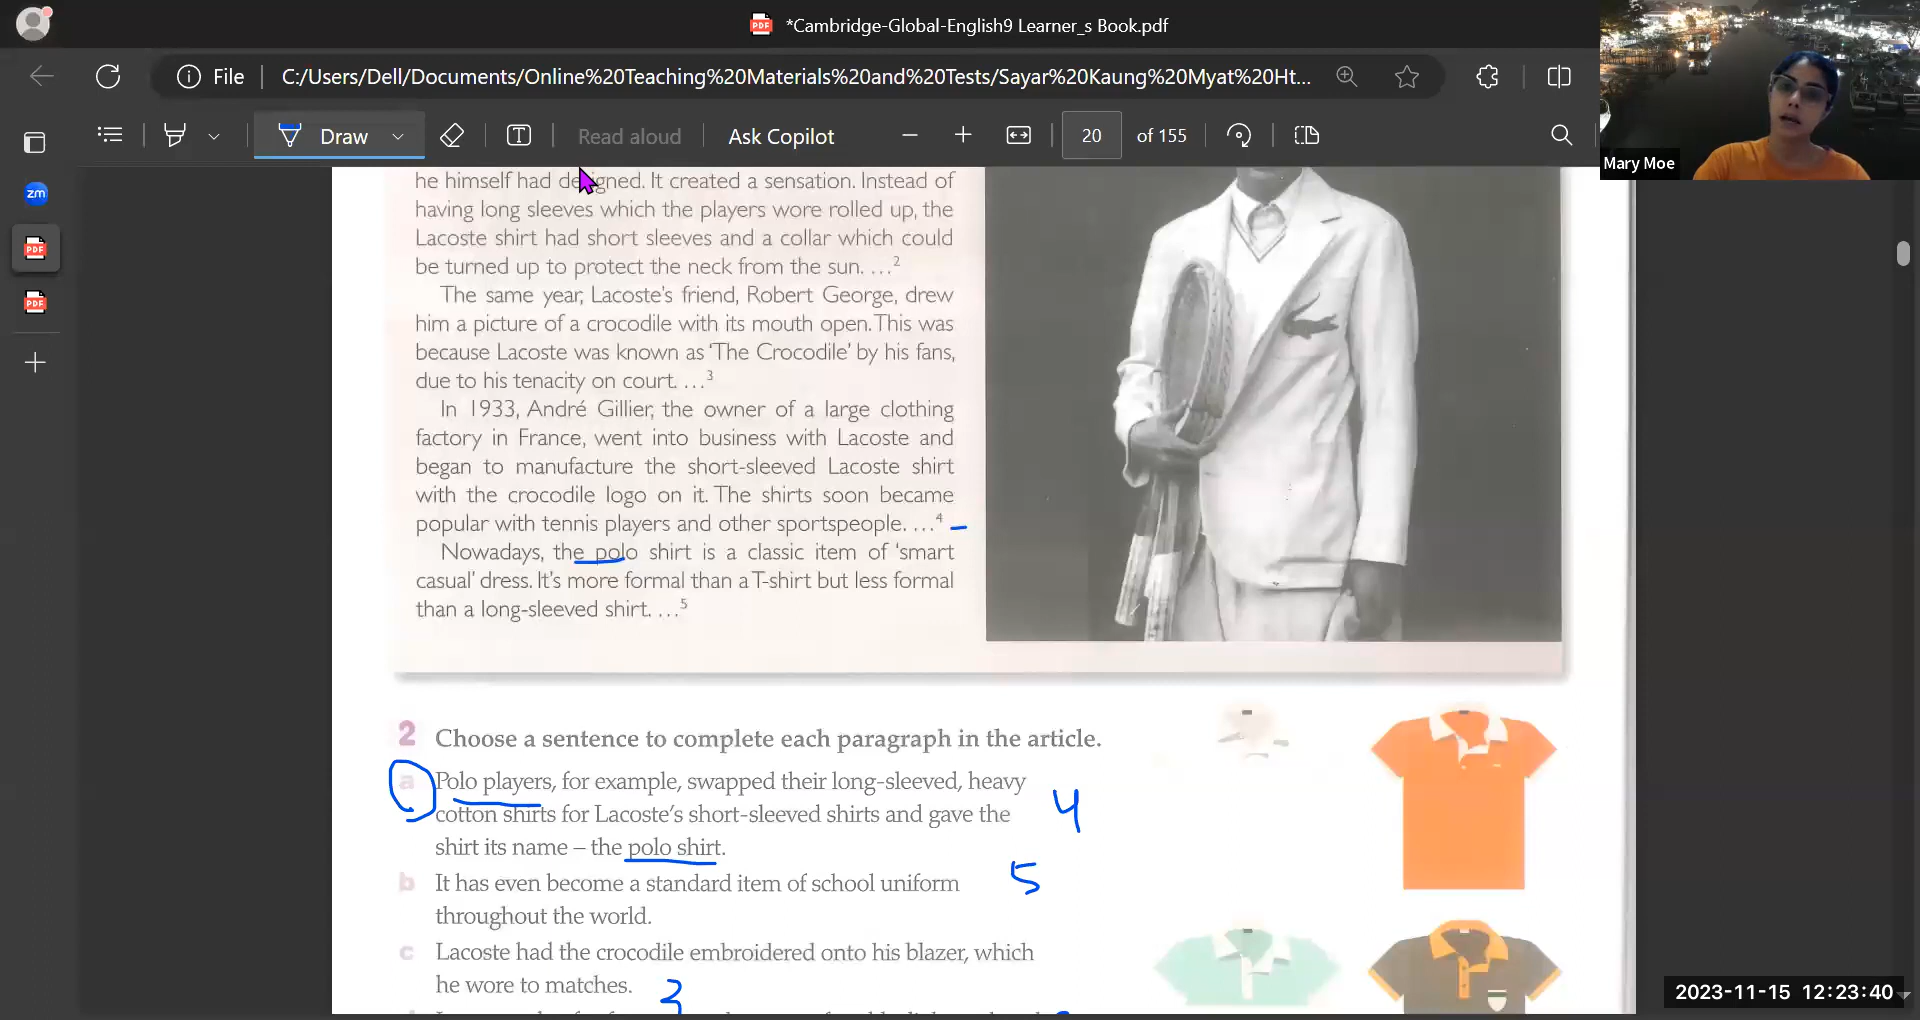 *Cambridge-Global-English9 Learner_s Book.pdf
File
C:/Users/Dell/Documents/Online%20Teaching%20Materials%20and%20Tests/Sayar%20Kaung%20Myat%20Ht...
Draw
Read aloud
Ask Copilot
20 of 155
Mary Moe
zm
PDF
PDF
he himself had designed. It created a sensation. Instead of
having long sleeves which the players wore rolled up, the
Lacoste shirt had short sleeves and a collar which could
be turned up to protect the neck from the sun. …2
The same year, Lacoste's friend, Robert George, drew
him a picture of a crocodile with its mouth open. This was
because Lacoste was known as 'The Crocodile' by his fans,
due to his tenacity on court. …3
In 1933, André Gillier, the owner of a large clothing
factory in France, went into business with Lacoste and
began to manufacture the short-sleeved Lacoste shirt
with the crocodile logo on it. The shirts soon became
popular with tennis players and other sportspeople. …4
Nowadays, the polo shirt is a classic item of 'smart
casual' dress. It's more formal than a T-shirt but less formal
than a long-sleeved shirt. …5
2 Choose a sentence to complete each paragraph in the article.
a Polo players, for example, swapped their long-sleeved, heavy
cotton shirts for Lacoste's short-sleeved shirts and gave the
shirt its name – the polo shirt.
4
b It has even become a standard item of school uniform
throughout the world.
5
c Lacoste had the crocodile embroidered onto his blazer, which
he wore to matches.
3
2023-11-15 12:23:40